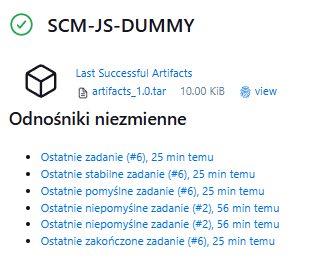 SCM-JS-DUMMY
Last Successful Artifacts
artifacts_1.0.tar 10.00 KiB view
Odnośniki niezmienne
Ostatnie zadanie (#6), 25 min temu
Ostatnie stabilne zadanie (#6), 25 min temu
Ostatnie pomyślne zadanie (#6), 25 min temu
Ostatnie niepomyślne zadanie (#2), 56 min temu
Ostatnie niepomyślne zadanie (#2), 56 min temu
Ostatnie zakończone zadanie (#6), 25 min temu